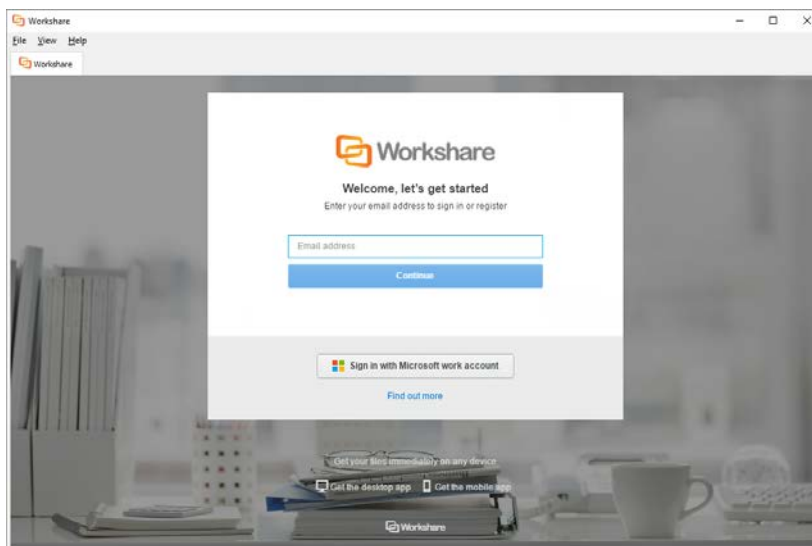 Workshare
File View Help
Workshare
Workshare
Welcome, let's get started
Enter your email address to sign in or register
Email address
Continue
Sign in with Microsoft work account
Find out more
Get your files immediately on any device
Get the desktop app Get the mobile app
Workshare